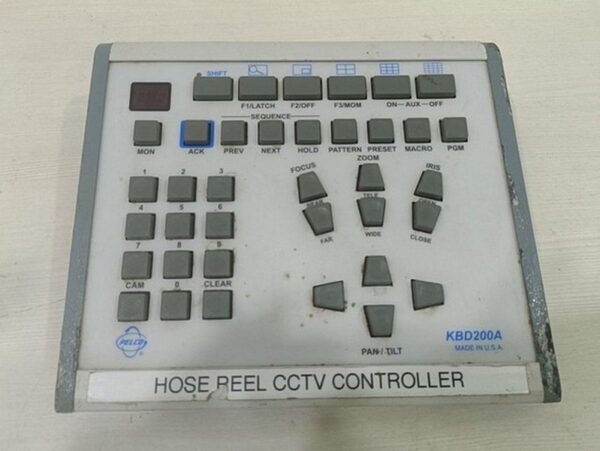 SHIFT
F1/LATCH F2/OFF F3/MOM ON—AUX—OFF
SEQUENCE
MON ACK PREV NEXT HOLD PATTERN PRESET MACRO PGM
1 2 3
4 5 6
7 8 9
CAM 0 CLEAR
FOCUS ZOOM IRIS
NEAR TELE OPEN
FAR WIDE CLOSE
PAN / TILT
PELCO
®
KBD200A
MADE IN U.S.A.
HOSE REEL CCTV CONTROLLER